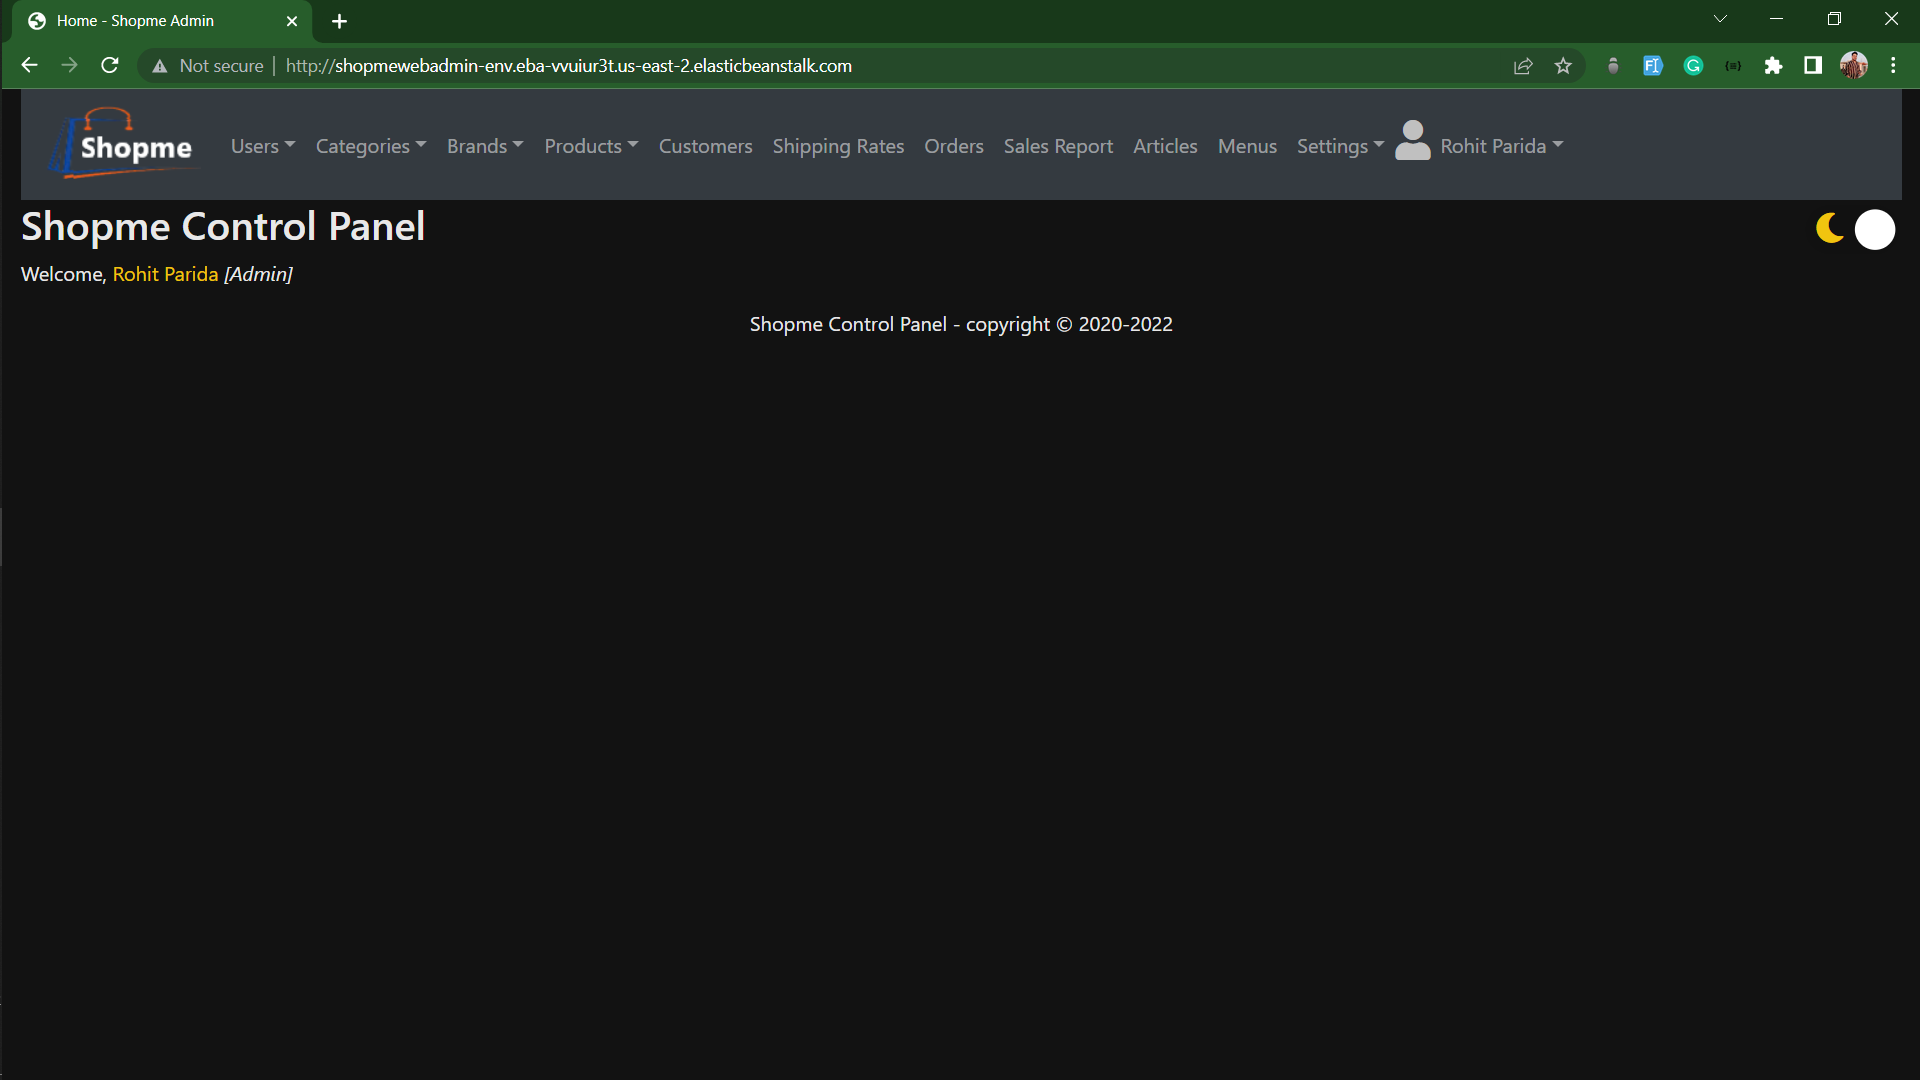 Home - Shopme Admin
Not secure | http://shopmewebadmin-env.eba-vvuiur3t.us-east-2.elasticbeanstalk.com
Shopme Users Categories Brands Products Customers Shipping Rates Orders Sales Report Articles Menus Settings Rohit Parida
Shopme Control Panel
Welcome, Rohit Parida [Admin]
Shopme Control Panel - copyright © 2020-2022